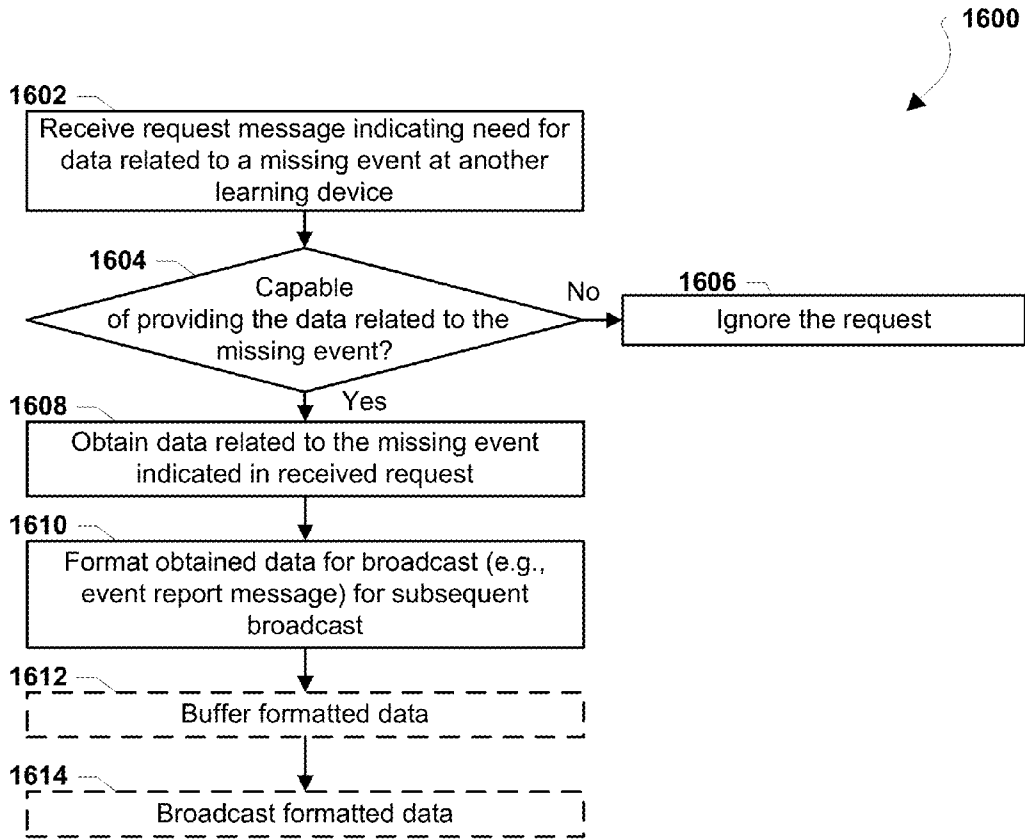 1600
1602
Receive request message indicating need for
data related to a missing event at another
learning device
1604
Capable
of providing the data related to the
missing event?
No
1606
Ignore the request
Yes
1608
Obtain data related to the missing event
indicated in received request
1610
Format obtained data for broadcast (e.g.,
event report message) for subsequent
broadcast
1612
Buffer formatted data
1614
Broadcast formatted data